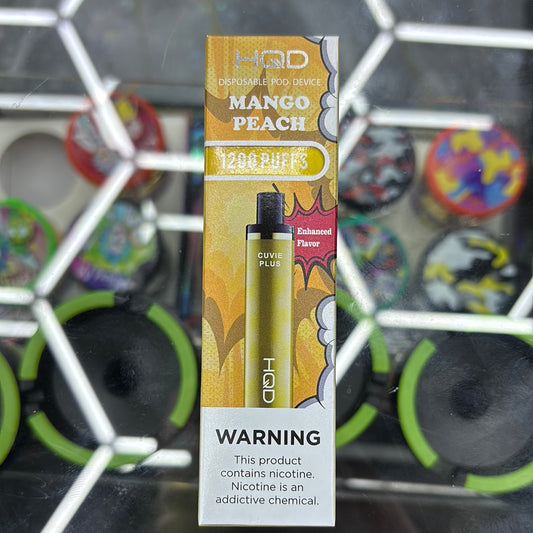 HQD
DISPOSABLE POD DEVICE
MANGO
PEACH
1200 PUFFS
Enhanced
Flavor
CUVIE
PLUS
HQD
WARNING
This product
contains nicotine.
Nicotine is an
addictive chemical.